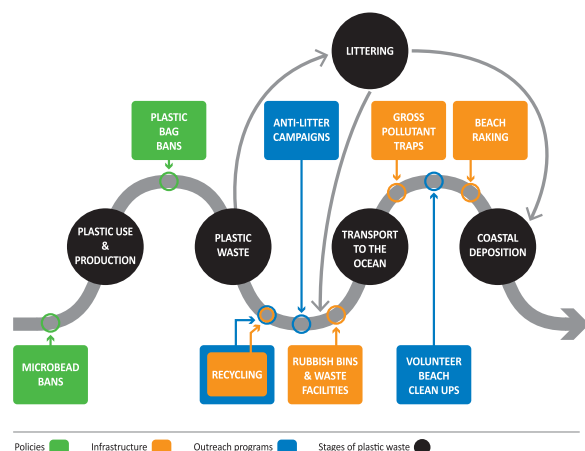 LITTERING
PLASTIC
BAG
BANS
ANTI-LITTER
CAMPAIGNS
GROSS
POLLUTANT
TRAPS
BEACH
RAKING
PLASTIC USE
&
PRODUCTION
PLASTIC
WASTE
TRANSPORT
TO THE
OCEAN
COASTAL
DEPOSITION
MICROBEAD
BANS
RECYCLING
RUBBISH BINS
& WASTE
FACILITIES
VOLUNTEER
BEACH
CLEAN UPS
Policies
Infrastructure
Outreach programs
Stages of plastic waste